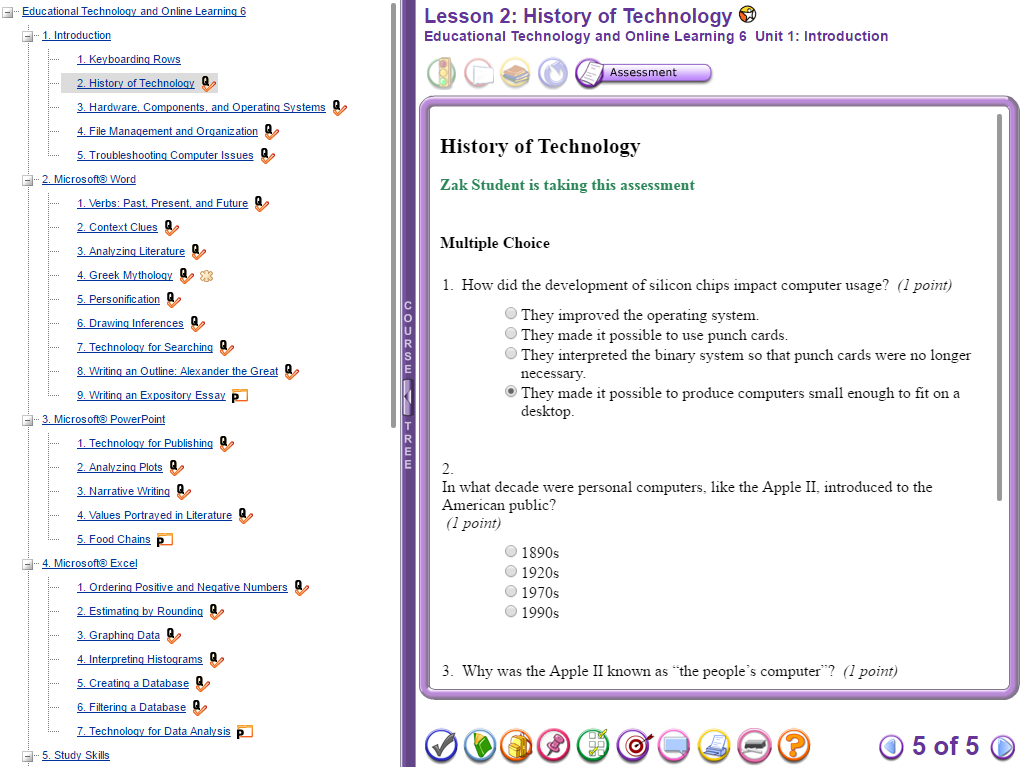 Educational Technology and Online Learning 6
1. Introduction
1. Keyboarding Rows
2. History of Technology
3. Hardware, Components, and Operating Systems
4. File Management and Organization
5. Troubleshooting Computer Issues
2. Microsoft® Word
1. Verbs: Past, Present, and Future
2. Context Clues
3. Analyzing Literature
4. Greek Mythology
5. Personification
6. Drawing Inferences
7. Technology for Searching
8. Writing an Outline: Alexander the Great
9. Writing an Expository Essay
3. Microsoft® PowerPoint
1. Technology for Publishing
2. Analyzing Plots
3. Narrative Writing
4. Values Portrayed in Literature
5. Food Chains
4. Microsoft® Excel
1. Ordering Positive and Negative Numbers
2. Estimating by Rounding
3. Graphing Data
4. Interpreting Histograms
5. Creating a Database
6. Filtering a Database
7. Technology for Data Analysis
5. Study Skills
COURSE TREE
Lesson 2: History of Technology
Educational Technology and Online Learning 6 Unit 1: Introduction
Assessment
History of Technology
Zak Student is taking this assessment
Multiple Choice
1. How did the development of silicon chips impact computer usage? (1 point)
They improved the operating system.
They made it possible to use punch cards.
They interpreted the binary system so that punch cards were no longer
necessary.
They made it possible to produce computers small enough to fit on a
desktop.
2.
In what decade were personal computers, like the Apple II, introduced to the
American public?
(1 point)
1890s
1920s
1970s
1990s
3. Why was the Apple II known as “the people’s computer”? (1 point)
5 of 5